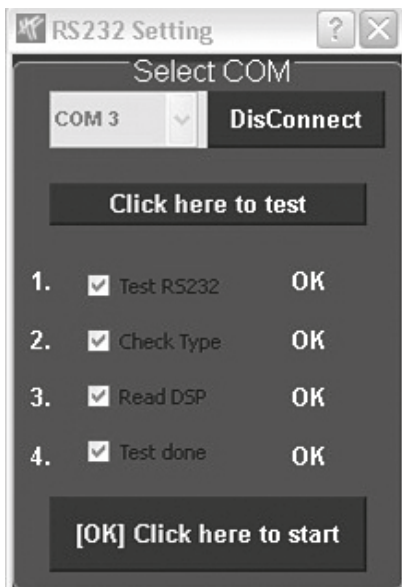 RS232 Setting
Select COM
COM 3 DisConnect
Click here to test
1. Test RS232 OK
2. Check Type OK
3. Read DSP OK
4. Test done OK
[OK] Click here to start